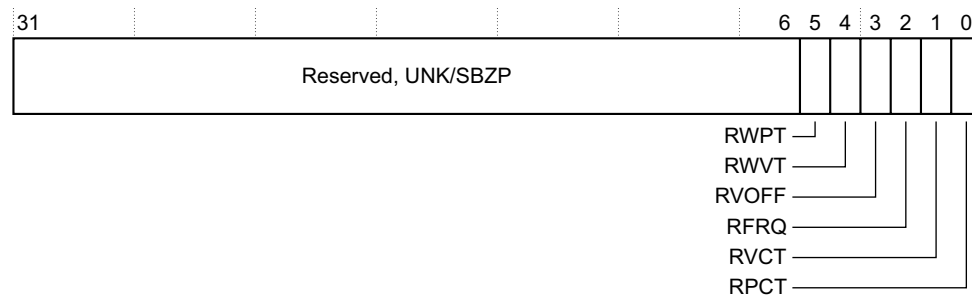 31 6 5 4 3 2 1 0
Reserved, UNK/SBZP
RWPT
RWVT
RVOFF
RFRQ
RVCT
RPCT